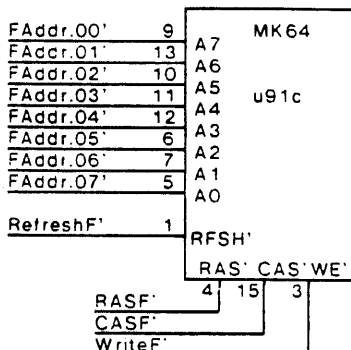 MK64
FAddr.00' 9 A7
FAddr.01' 13 A6
FAddr.02' 10 A5
u91c
FAddr.03' 11 A4
FAddr.04' 12 A3
FAddr.05' 6 A2
FAddr.06' 7 A1
FAddr.07' 5 A0
RefreshF' 1 RFSH'
RAS' CAS' WE'
4 15 3
RASF'
CASF'
WriteF'